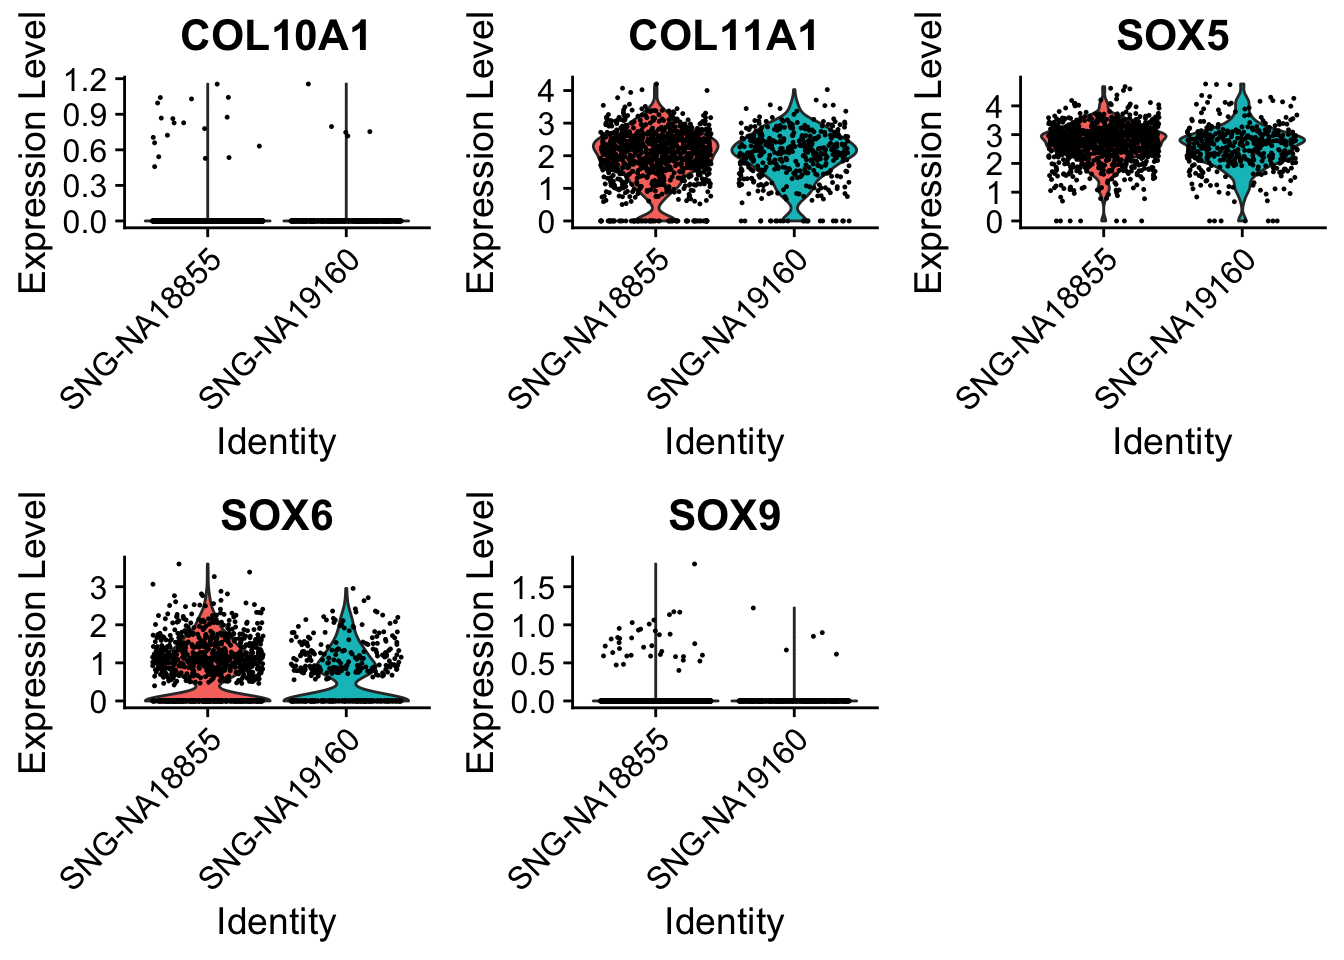 COL10A1
Expression Level
1.2
0.9
0.6
0.3
0.0
SNG-NA18855
SNG-NA19160
Identity
COL11A1
Expression Level
4
3
2
1
0
SNG-NA18855
SNG-NA19160
Identity
SOX5
Expression Level
4
3
2
1
0
SNG-NA18855
SNG-NA19160
Identity
SOX6
Expression Level
3
2
1
0
SNG-NA18855
SNG-NA19160
Identity
SOX9
Expression Level
1.5
1.0
0.5
0.0
SNG-NA18855
SNG-NA19160
Identity